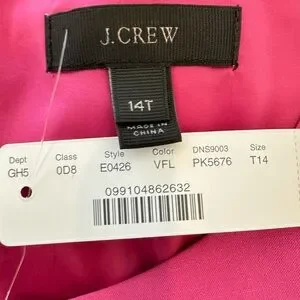 J.CREW
14T
MADE IN
CHINA
Dept Class Style Color DNS9003 Size
GH5 0D8 E0426 VFL PK5676 T14
099104862632